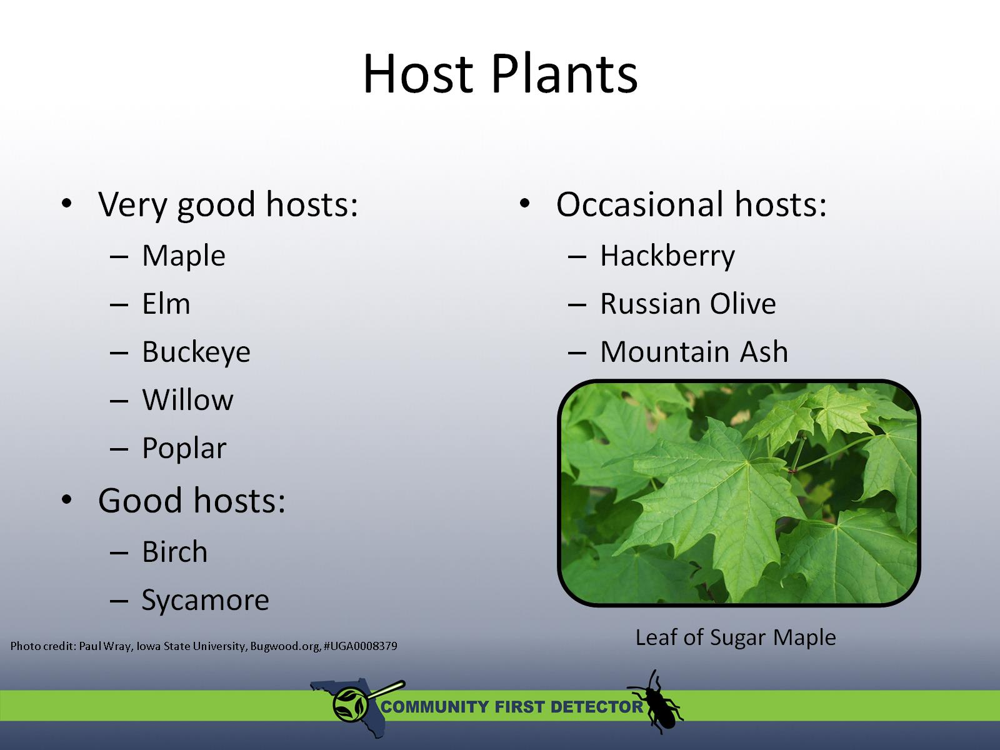 Host Plants
• Very good hosts:
– Maple
– Elm
– Buckeye
– Willow
– Poplar
• Good hosts:
– Birch
– Sycamore
• Occasional hosts:
– Hackberry
– Russian Olive
– Mountain Ash
Leaf of Sugar Maple
Photo credit: Paul Wray, Iowa State University, Bugwood.org, #UGA0008379
COMMUNITY FIRST DETECTOR